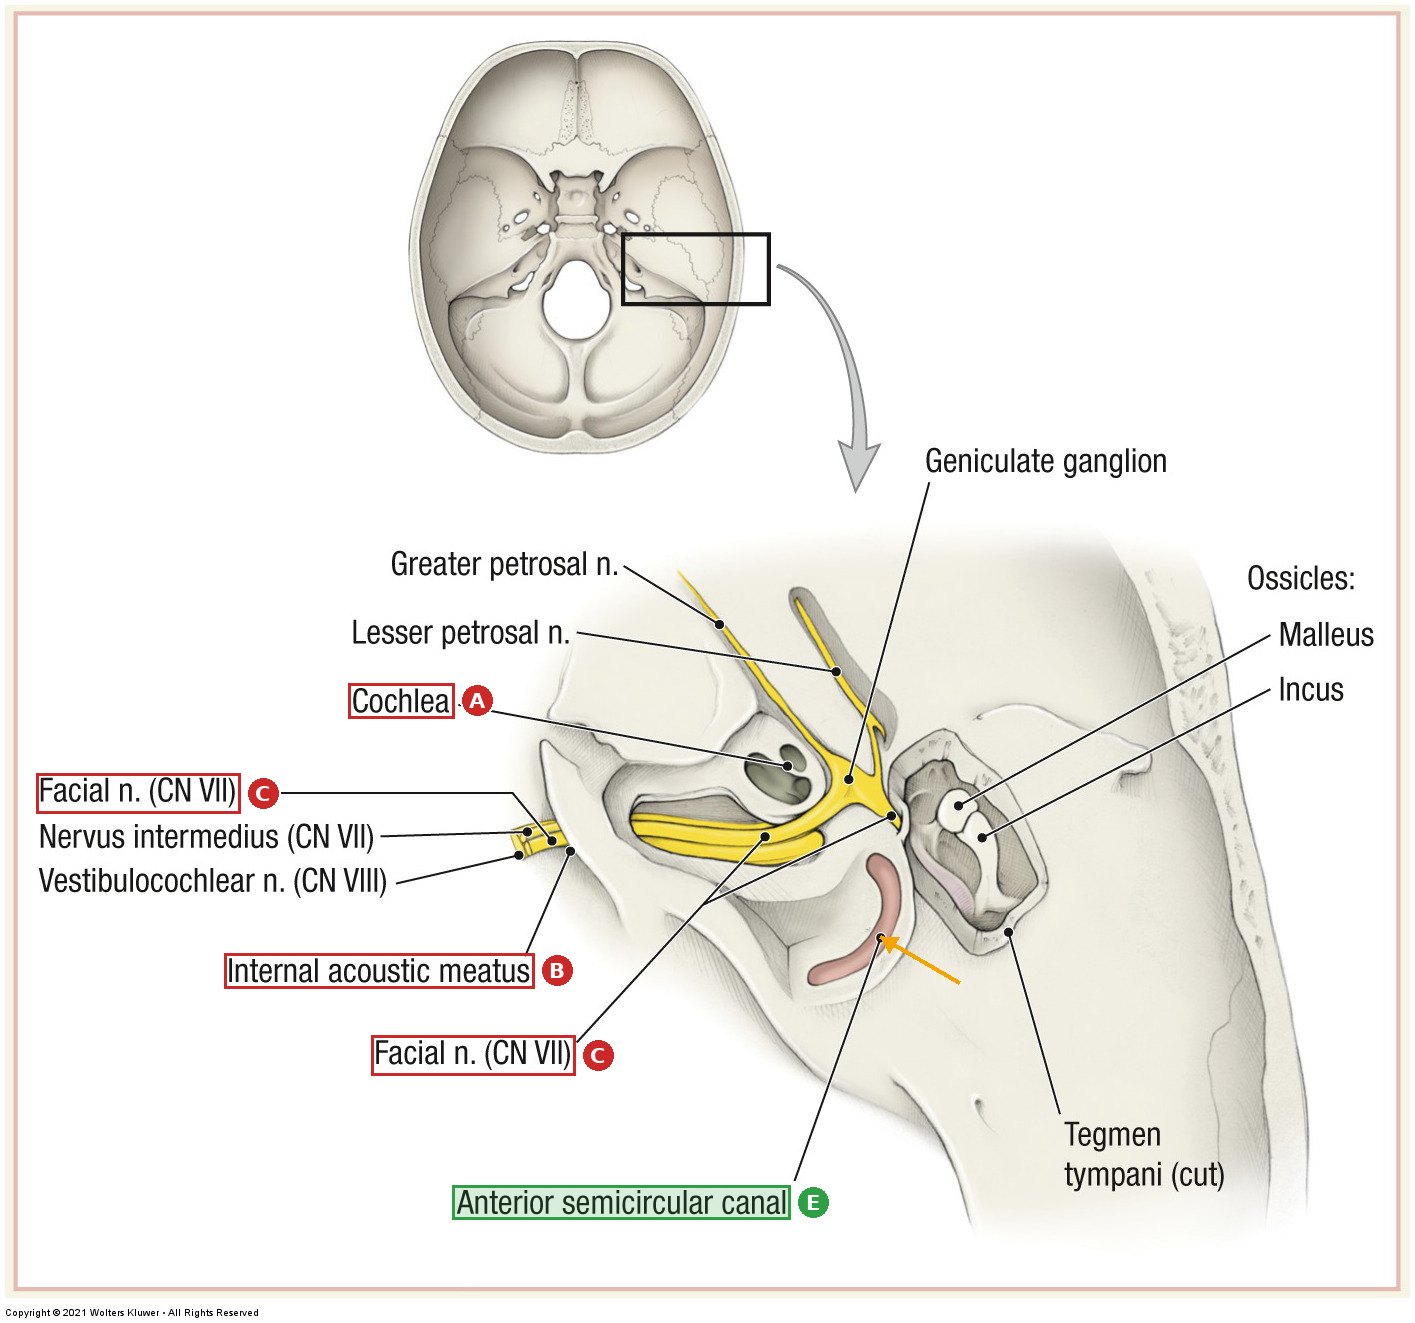 Geniculate ganglion
Greater petrosal n.
Ossicles:
Lesser petrosal n.
Malleus
Incus
Cochlea A
Facial n. (CN VII) C
Nervus intermedius (CN VII)
Vestibulocochlear n. (CN VIII)
Internal acoustic meatus B
Facial n. (CN VII) C
Tegmen
tympani (cut)
Anterior semicircular canal E
Copyright © 2021 Wolters Kluwer - All Rights Reserved